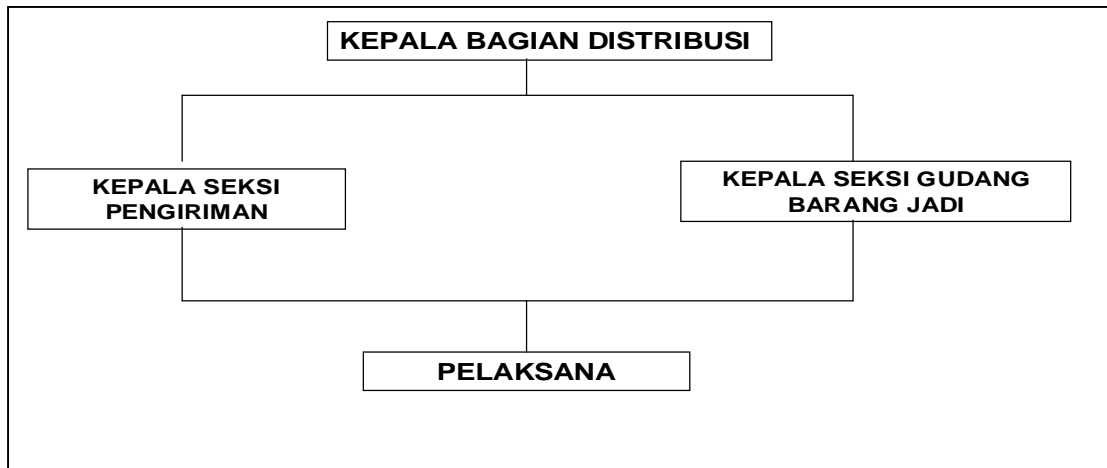 KEPALA BAGIAN DISTRIBUSI
KEPALA SEKSI
PENGIRIMAN
KEPALA SEKSI GUDANG
BARANG JADI
PELAKSANA